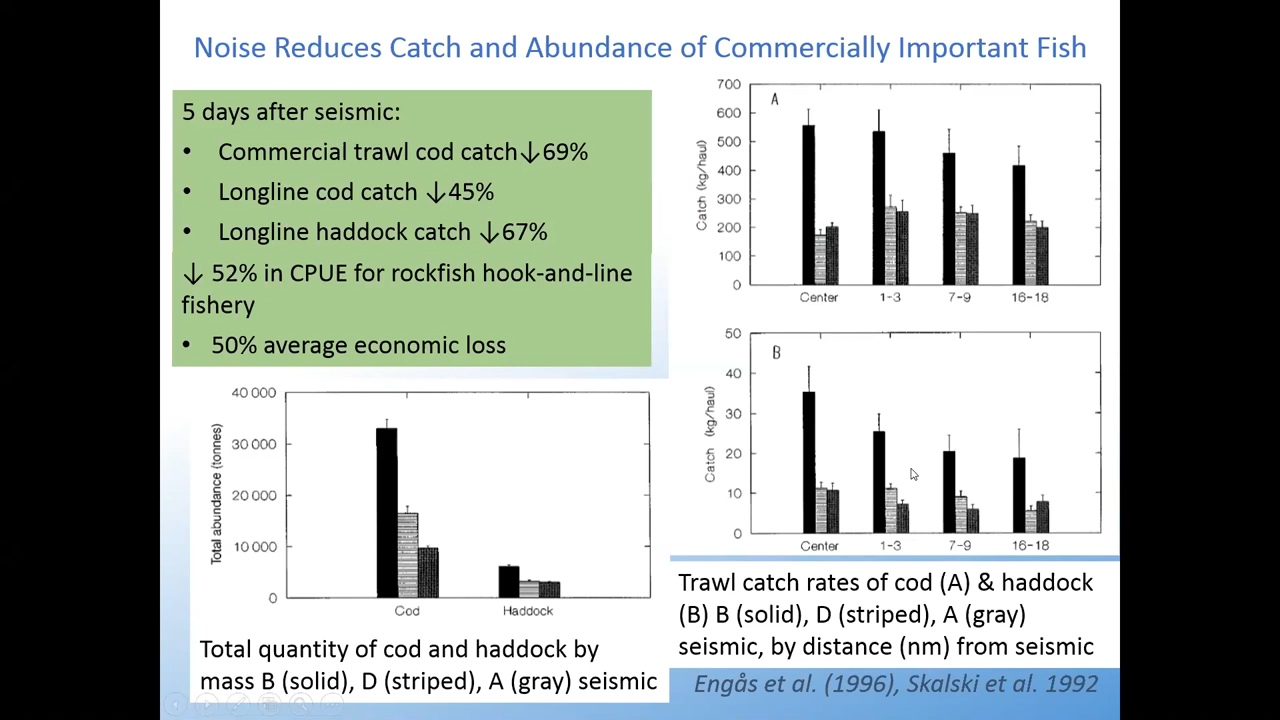 Noise Reduces Catch and Abundance of Commercially Important Fish
5 days after seismic:
• Commercial trawl cod catch↓69%
• Longline cod catch ↓45%
• Longline haddock catch ↓67%
↓ 52% in CPUE for rockfish hook-and-line
fishery
• 50% average economic loss
Total abundance (tonnes)
40 000
30 000
20 000
10 000
0
Cod Haddock
Total quantity of cod and haddock by
mass B (solid), D (striped), A (gray) seismic
A
Catch (kg/haul)
700
600
500
400
300
200
100
0
Center 1-3 7-9 16-18
B
Catch (kg/haul)
50
40
30
20
10
0
Center 1-3 7-9 16-18
Trawl catch rates of cod (A) & haddock
(B) B (solid), D (striped), A (gray)
seismic, by distance (nm) from seismic
Engås et al. (1996), Skalski et al. 1992